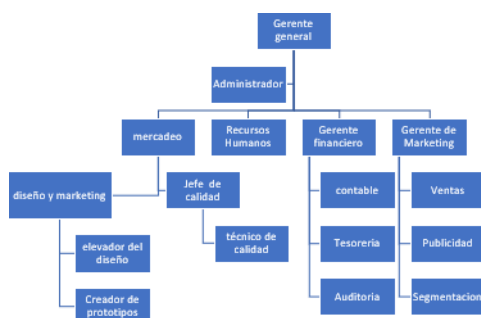 Gerente
general
Administrador
mercadeo
Recursos
Humanos
Gerente
financiero
Gerente de
Marketing
diseño y marketing
Jefe de
calidad
contable
Ventas
elevador del
diseño
técnico de
calidad
Tesoreria
Publicidad
Creador de
prototipos
Auditoria
Segmentacion